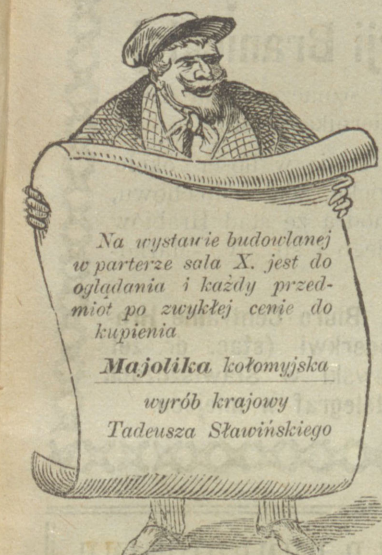 Na wystawie budowlanej
w parterze sala X. jest do
oglądania i każdy przed-
miot po zwykłej cenie do
kupienia
Majolika kołomyjska
wyrób krajowy
Tadeusza Sławińskiego